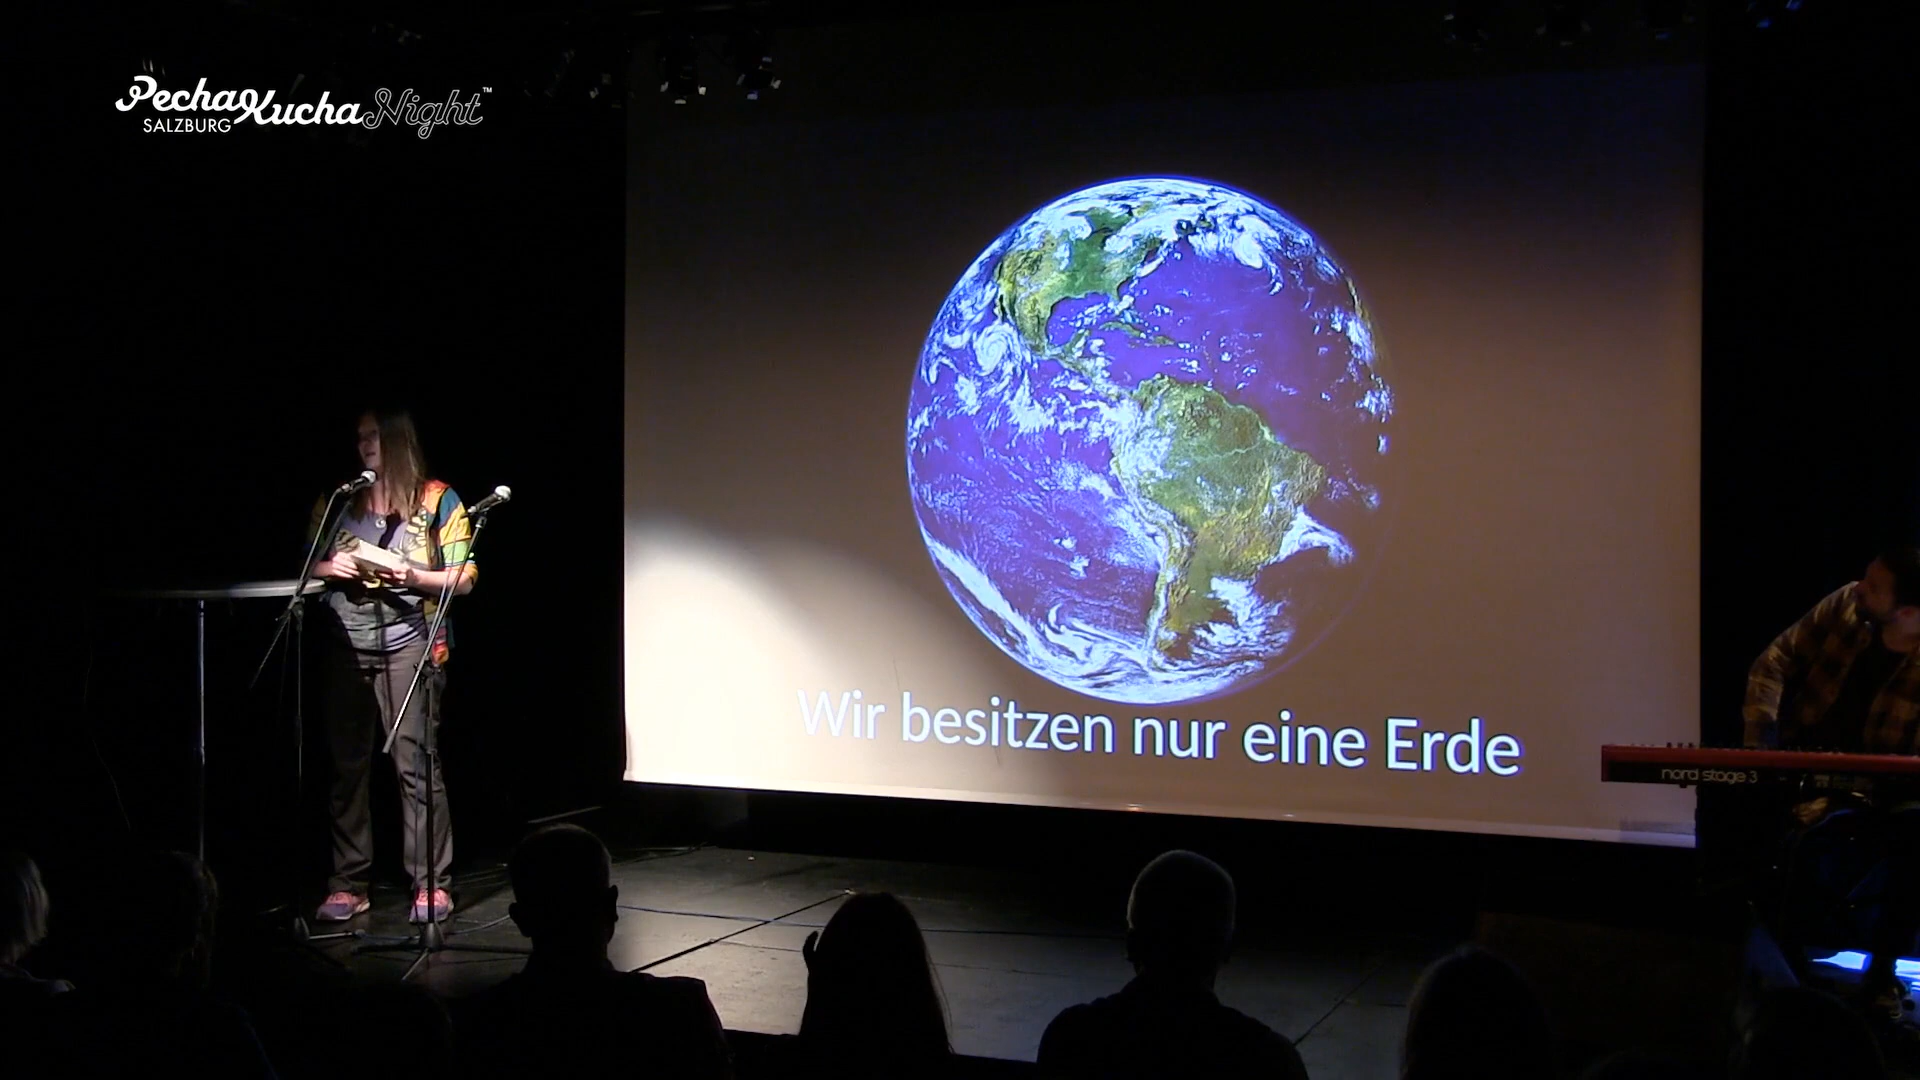 PechaKucha Night™
SALZBURG
Wir besitzen nur eine Erde
nord stage 3